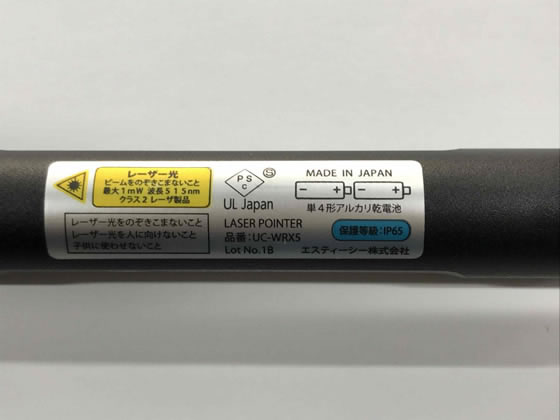 レーザー光
ビームをのぞきこまないこと
最大1mW 波長515nm
クラス2 レーザ製品
レーザー光をのぞきこまないこと
レーザー光を人に向けないこと
子供に使わせないこと
PS
C
S
UL Japan
LASER POINTER
品番:UC-WRX5
Lot No.1B
MADE IN JAPAN
− + − +
単4形アルカリ乾電池
保護等級:IP65
エスティーシー株式会社